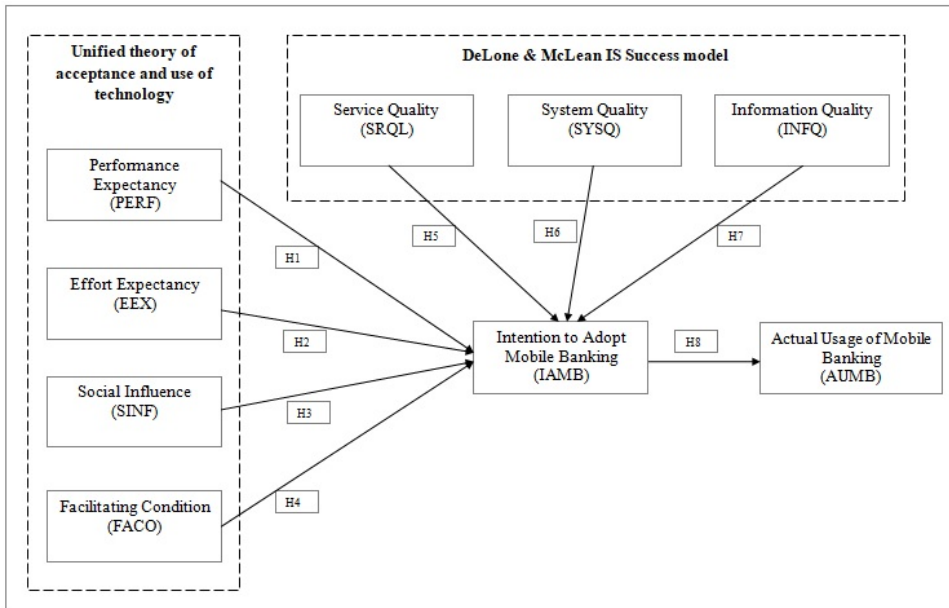 Unified theory of
acceptance and use of
technology
DeLone & McLean IS Success model
Service Quality
(SRQL)
System Quality
(SYSQ)
Information Quality
(INFQ)
Performance
Expectancy
(PERF)
H5
H6
H7
H1
Effort Expectancy
(EEX)
H2
Intention to Adopt
Mobile Banking
(IAMB)
H8
Actual Usage of Mobile
Banking
(AUMB)
Social Influence
(SINF)
H3
Facilitating Condition
(FACO)
H4